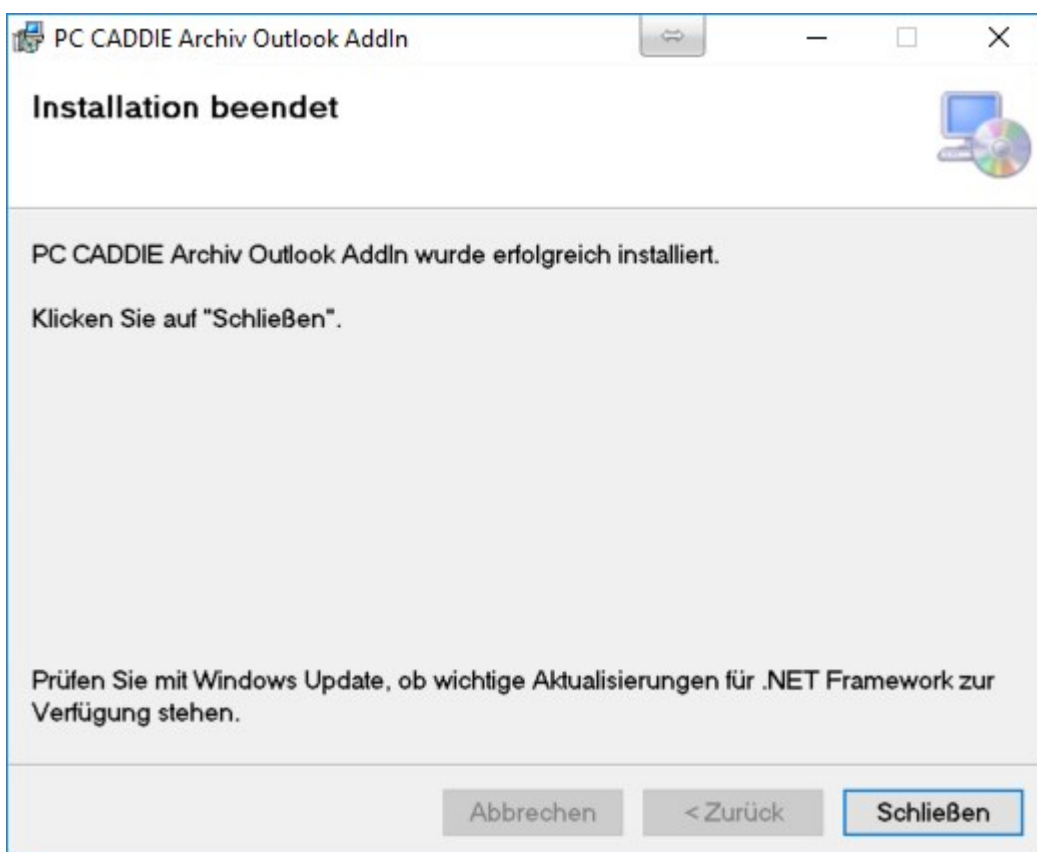 PC CADDIE Archiv Outlook AddIn
Installation beendet
PC CADDIE Archiv Outlook AddIn wurde erfolgreich installiert.
Klicken Sie auf "Schließen".
Prüfen Sie mit Windows Update, ob wichtige Aktualisierungen für .NET Framework zur
Verfügung stehen.
Abbrechen
< Zurück
Schließen